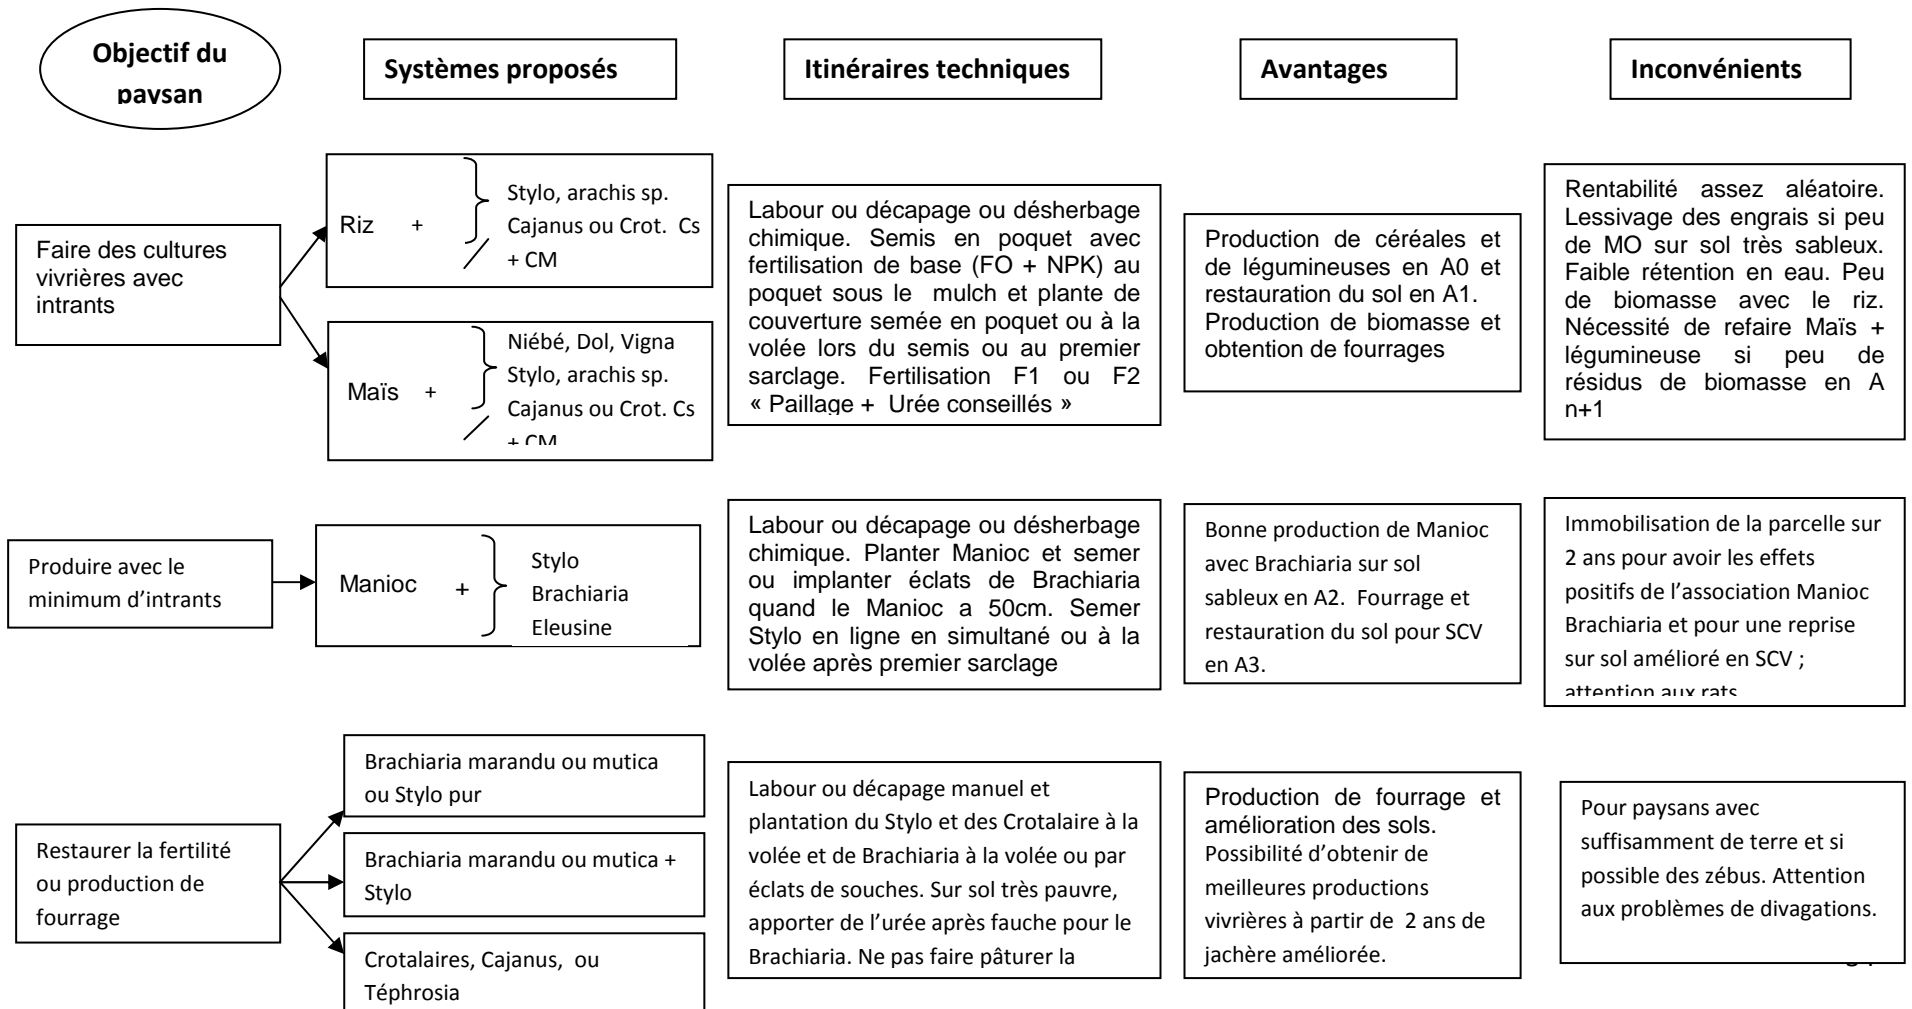 Objectif du
paysan
Systèmes proposés
Itinéraires techniques
Avantages
Inconvénients
Faire des cultures
vivrières avec
intrants
Riz +
Stylo, arachis sp.
Cajanus ou Crot. Cs
+ CM
Maïs +
Niébé, Dol, Vigna
Stylo, arachis sp.
Cajanus ou Crot. Cs
+ CM
Labour ou décapage ou désherbage
chimique. Semis en poquet avec
fertilisation de base (FO + NPK) au
poquet sous le mulch et plante de
couverture semée en poquet ou à la
volée lors du semis ou au premier
sarclage. Fertilisation F1 ou F2
« Paillage + Urée conseillés »
Production de céréales et
de légumineuses en A0 et
restauration du sol en A1.
Production de biomasse et
obtention de fourrages
Rentabilité assez aléatoire.
Lessivage des engrais si peu
de MO sur sol très sableux.
Faible rétention en eau. Peu
de biomasse avec le riz.
Nécessité de refaire Maïs +
légumineuse si peu de
résidus de biomasse en A
n+1
Produire avec le
minimum d’intrants
Manioc +
Stylo
Brachiaria
Eleusine
Labour ou décapage ou désherbage
chimique. Planter Manioc et semer
ou implanter éclats de Brachiaria
quand le Manioc a 50cm. Semer
Stylo en ligne en simultané ou à la
volée après premier sarclage
Bonne production de Manioc
avec Brachiaria sur sol
sableux en A2. Fourrage et
restauration du sol pour SCV
en A3.
Immobilisation de la parcelle sur
2 ans pour avoir les effets
positifs de l’association Manioc
Brachiaria et pour une reprise
sur sol amélioré en SCV ;
attention aux rats
Restaurer la fertilité
ou production de
fourrage
Brachiaria marandu ou mutica
ou Stylo pur
Brachiaria marandu ou mutica +
Stylo
Crotalaires, Cajanus, ou
Téphrosia
Labour ou décapage manuel et
plantation du Stylo et des Crotalaire à la
volée et de Brachiaria à la volée ou par
éclats de souches. Sur sol très pauvre,
apporter de l’urée après fauche pour le
Brachiaria. Ne pas faire pâturer la
Production de fourrage et
amélioration des sols.
Possibilité d’obtenir de
meilleures productions
vivrières à partir de 2 ans de
jachère améliorée.
Pour paysans avec
suffisamment de terre et si
possible des zébus. Attention
aux problèmes de divagations.